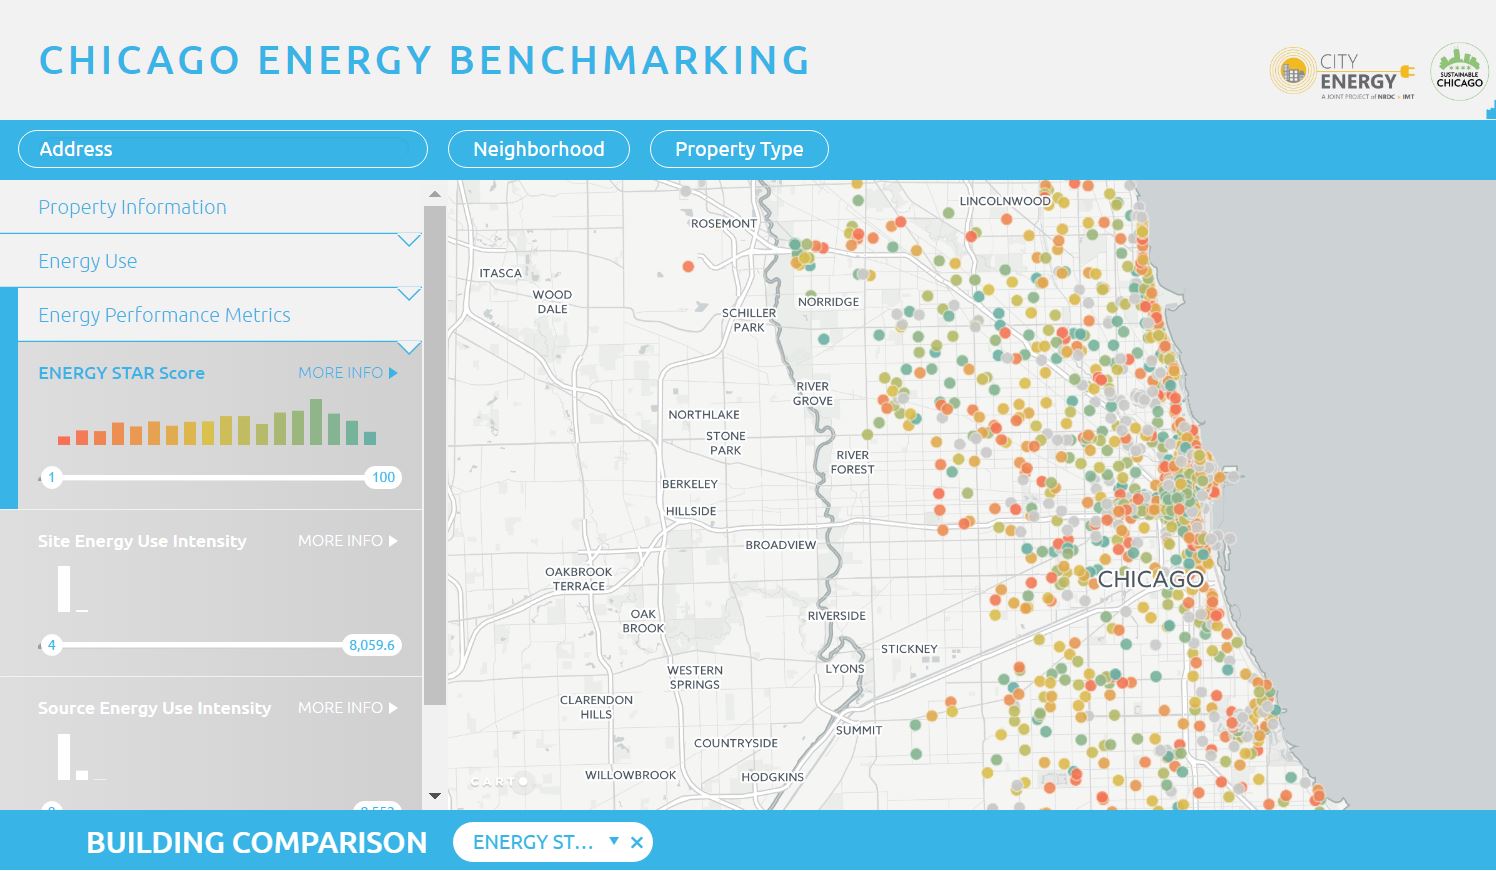 CHICAGO ENERGY BENCHMARKING
CITY
ENERGY
A JOINT PROJECT of NRDC + IMT
SUSTAINABLE
CHICAGO
Address
Neighborhood
Property Type
Property Information
Energy Use
Energy Performance Metrics
ENERGY STAR Score
MORE INFO
1
100
Site Energy Use Intensity
MORE INFO
4
8,059.6
Source Energy Use Intensity
MORE INFO
LINCOLNWOOD
ROSEMONT
ITASCA
WOOD
DALE
NORRIDGE
SCHILLER
PARK
RIVER
GROVE
NORTHLAKE
STONE
PARK
RIVER
FOREST
BERKELEY
HILLSIDE
BROADVIEW
OAKBROOK
TERRACE
CHICAGO
OAK
BROOK
RIVERSIDE
STICKNEY
LYONS
WESTERN
SPRINGS
CLARENDON
HILLS
SUMMIT
COUNTRYSIDE
WILLOWBROOK
HODGKINS
CARTO
BUILDING COMPARISON
ENERGY ST...